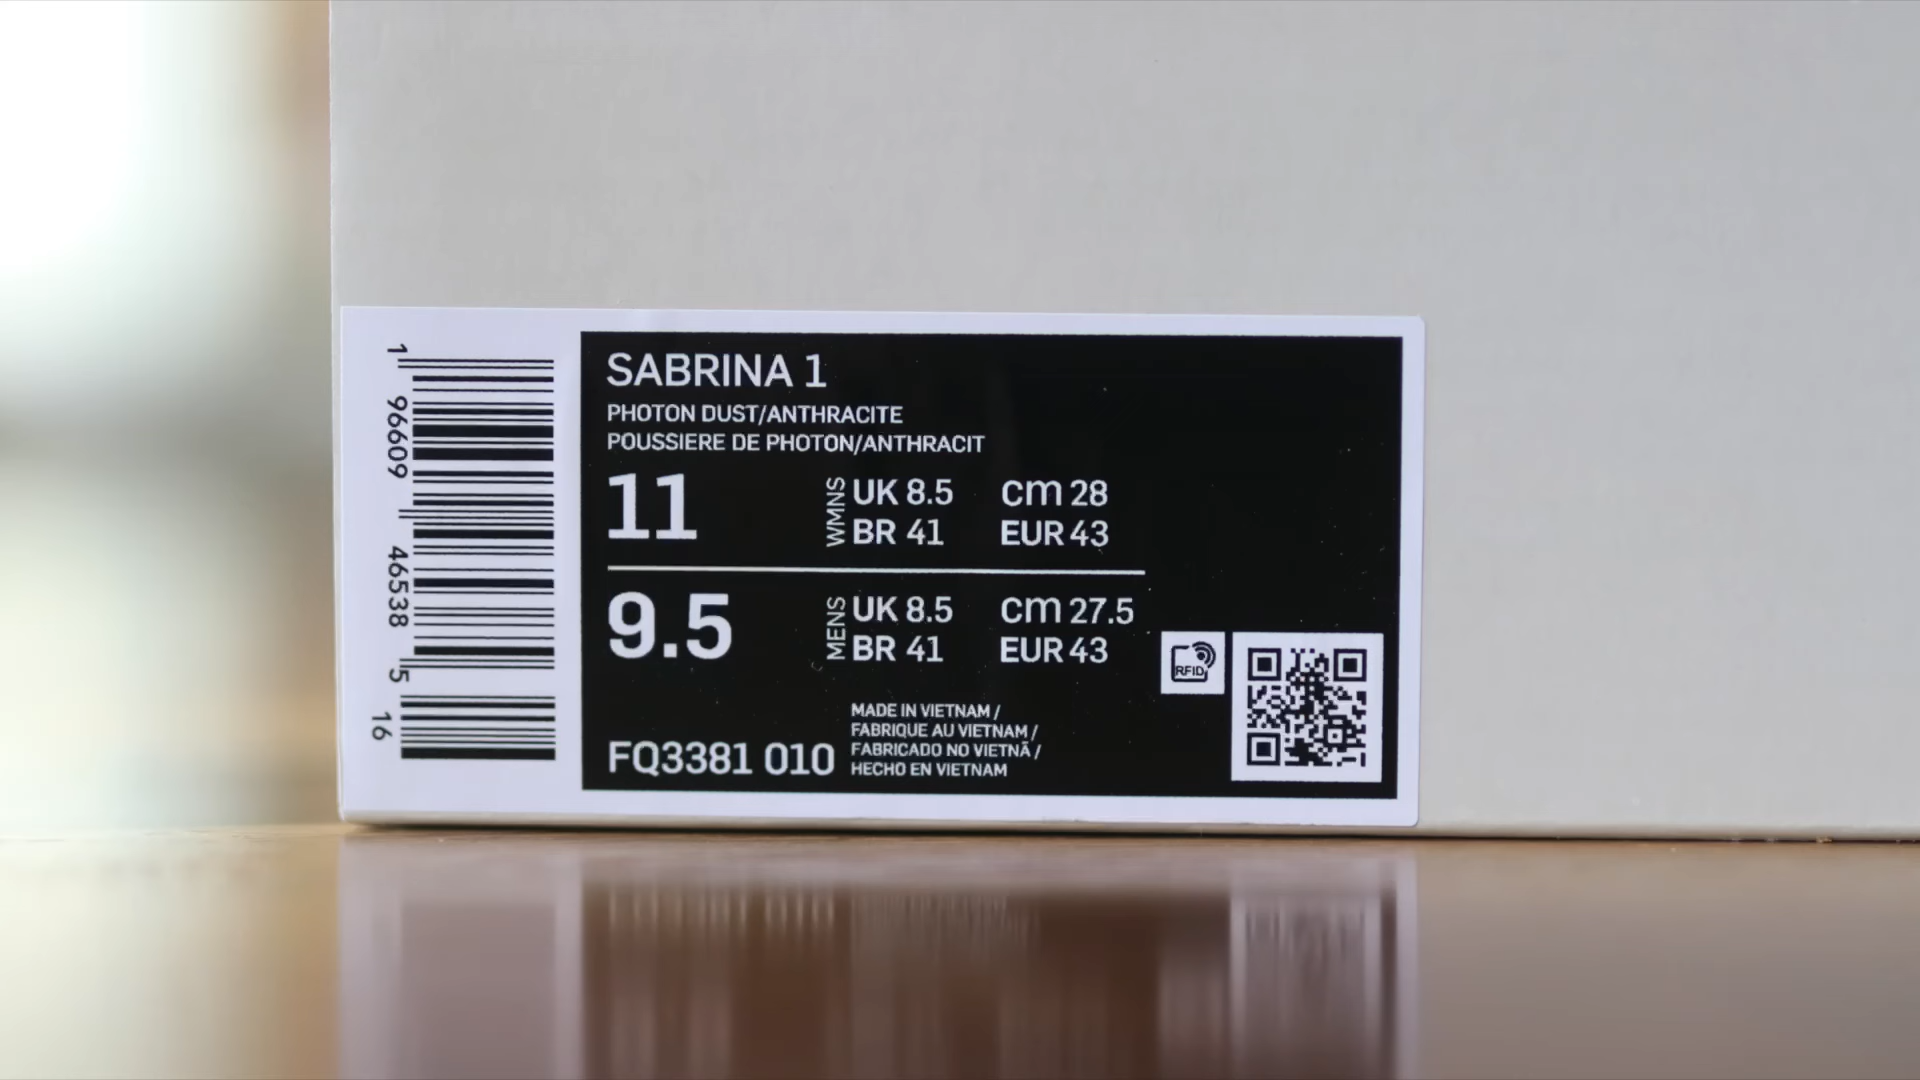 1 96609 46538 5
16
SABRINA 1
PHOTON DUST/ANTHRACITE
POUSSIERE DE PHOTON/ANTHRACIT
11 WMNS UK 8.5 cm 28
BR 41 EUR 43
9.5 MENS UK 8.5 cm 27.5
BR 41 EUR 43
RFID
MADE IN VIETNAM /
FABRIQUE AU VIETNAM /
FABRICADO NO VIETNÃ /
HECHO EN VIETNAM
FQ3381 010